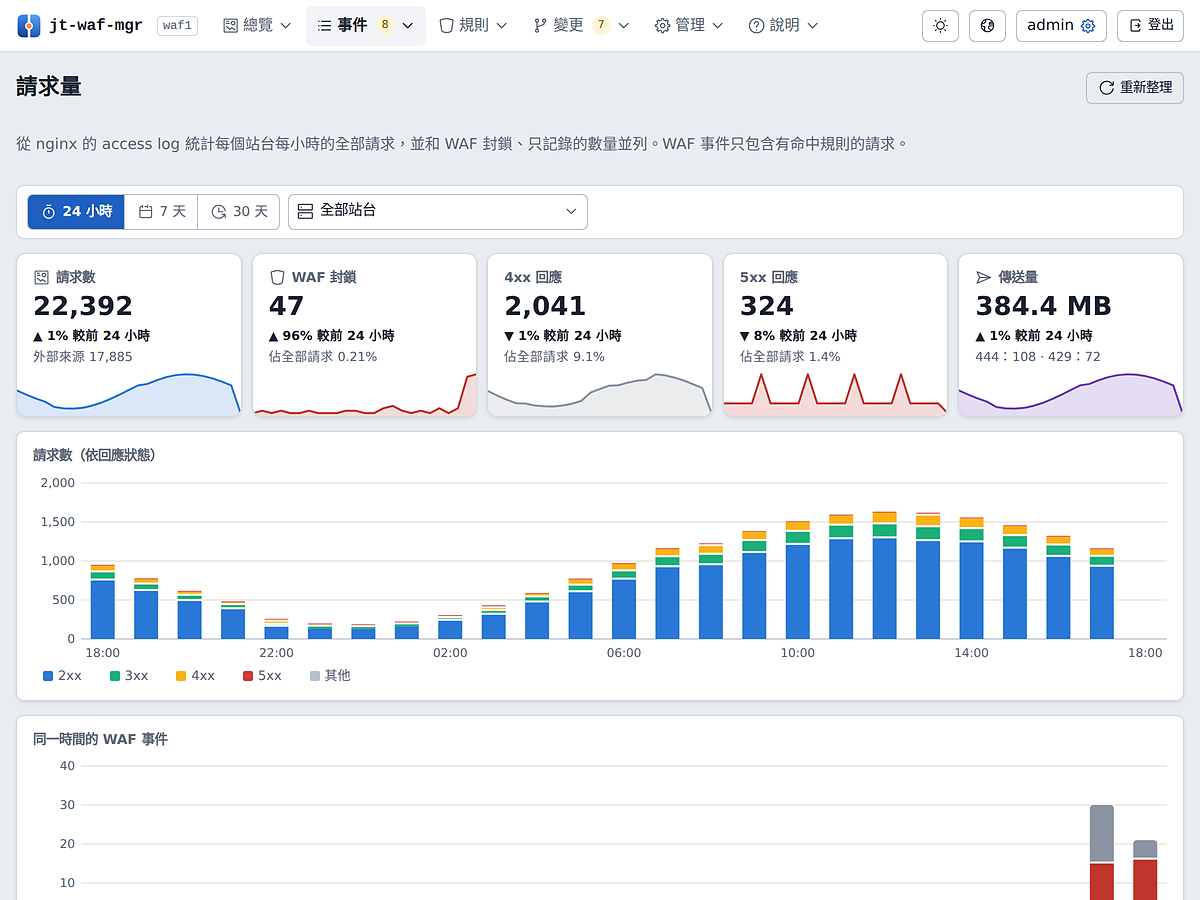 jt-waf-mgr waf1 總覽 事件 8 規則 變更 7 管理 說明 admin 登出
請求量
重新整理
從 nginx 的 access log 統計每個站台每小時的全部請求，並和 WAF 封鎖、只記錄的數量並列。WAF 事件只包含有命中規則的請求。
24 小時 7 天 30 天 全部站台
請求數
22,392
▲ 1% 較前 24 小時
外部來源 17,885
WAF 封鎖
47
▲ 96% 較前 24 小時
佔全部請求 0.21%
4xx 回應
2,041
▼ 1% 較前 24 小時
佔全部請求 9.1%
5xx 回應
324
▼ 8% 較前 24 小時
佔全部請求 1.4%
傳送量
384.4 MB
▲ 1% 較前 24 小時
444：108 · 429：72
請求數（依回應狀態）
2,000
1,500
1,000
500
0
18:00 22:00 02:00 06:00 10:00 14:00 18:00
2xx 3xx 4xx 5xx 其他
同一時間的 WAF 事件
40
30
20
10